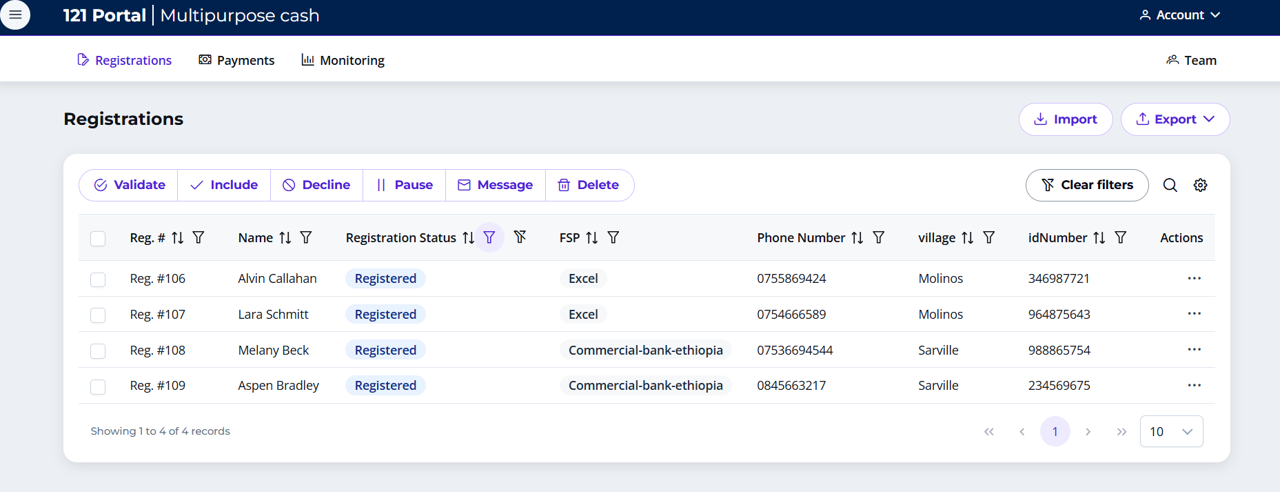 121 Portal | Multipurpose cash Account
Registrations Payments Monitoring Team
Registrations Import Export
Validate Include Decline Pause Message Delete Clear filters
Reg. # Name Registration Status FSP Phone Number village idNumber Actions
Reg. #106 Alvin Callahan Registered Excel 0755869424 Molinos 346987721 ...
Reg. #107 Lara Schmitt Registered Excel 0754666589 Molinos 964875643 ...
Reg. #108 Melany Beck Registered Commercial-bank-ethiopia 07536694544 Sarville 988865754 ...
Reg. #109 Aspen Bradley Registered Commercial-bank-ethiopia 0845663217 Sarville 234569675 ...
Showing 1 to 4 of 4 records « ‹ 1 › » 10